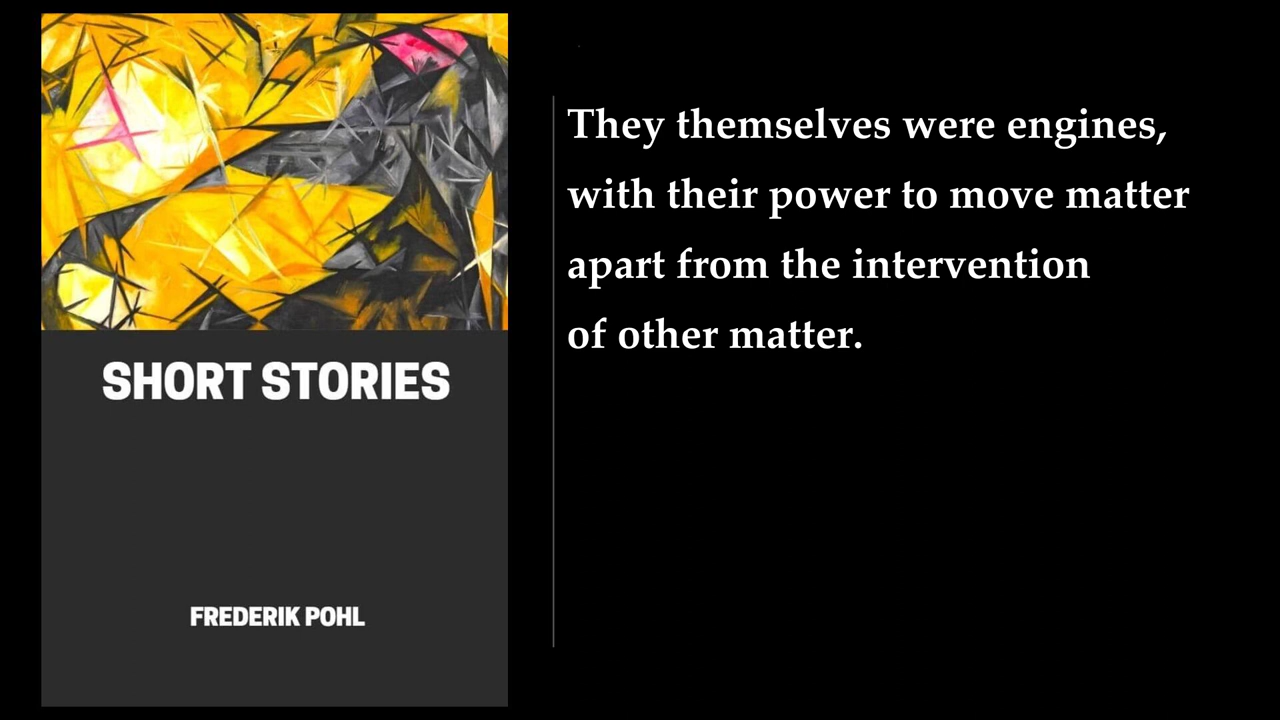 SHORT STORIES
FREDERIK POHL
They themselves were engines,
with their power to move matter
apart from the intervention
of other matter.